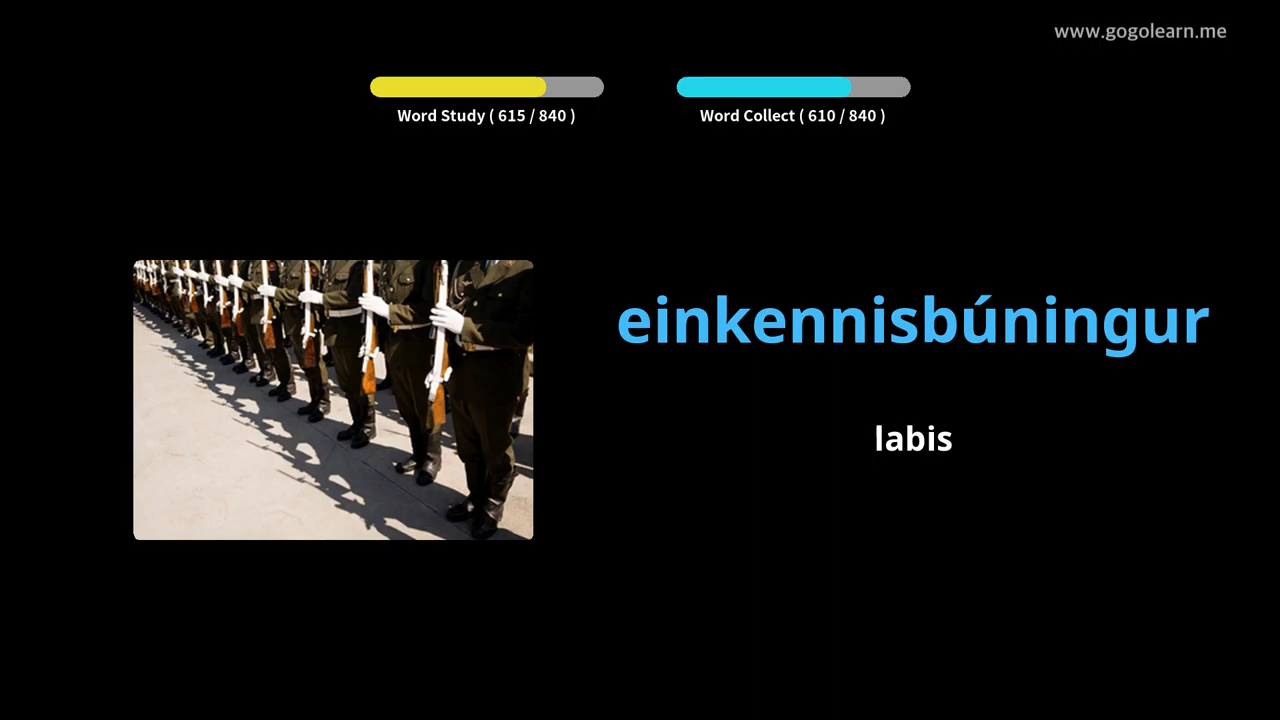 www.gogolearn.me
Word Study ( 615 / 840 )
Word Collect ( 610 / 840 )
einkennisbúningur
labis